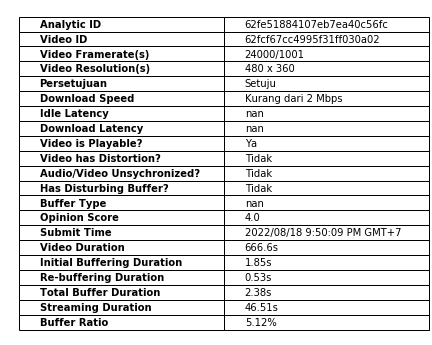 Analytic ID 62fe51884107eb7ea40c56fc
Video ID 62fcf67cc4995f31ff030a02
Video Framerate(s) 24000/1001
Video Resolution(s) 480 x 360
Persetujuan Setuju
Download Speed Kurang dari 2 Mbps
Idle Latency nan
Download Latency nan
Video is Playable? Ya
Video has Distortion? Tidak
Audio/Video Unsychronized? Tidak
Has Disturbing Buffer? Tidak
Buffer Type nan
Opinion Score 4.0
Submit Time 2022/08/18 9:50:09 PM GMT+7
Video Duration 666.6s
Initial Buffering Duration 1.85s
Re-buffering Duration 0.53s
Total Buffer Duration 2.38s
Streaming Duration 46.51s
Buffer Ratio 5.12%